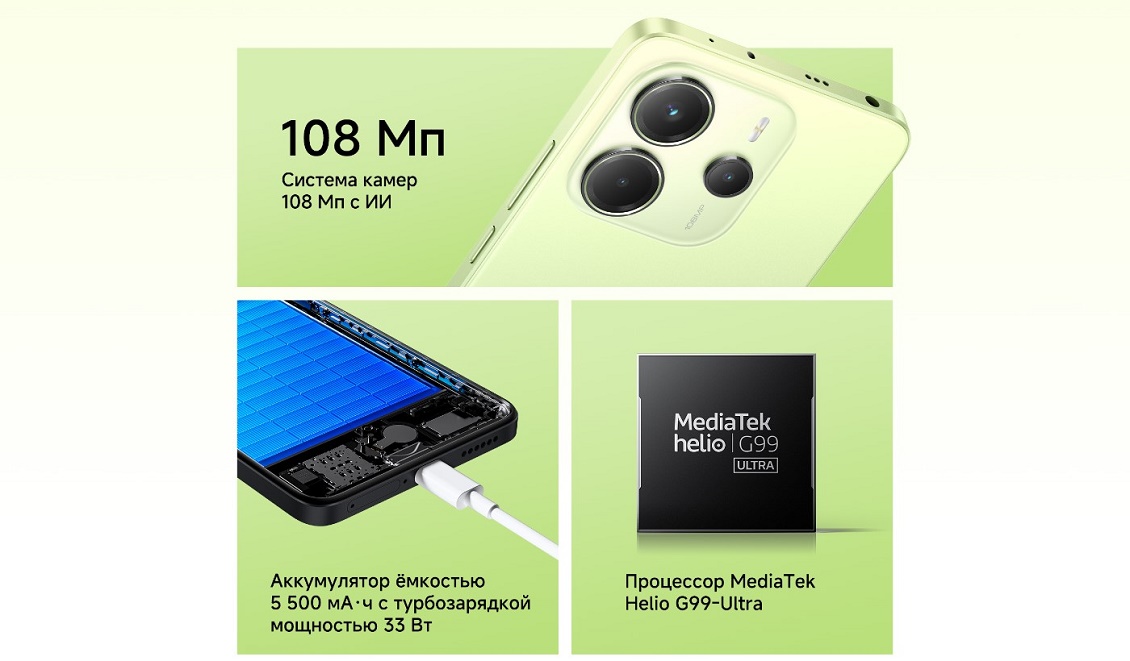 108 Мп
Система камер
108 Мп с ИИ
108MP
MediaTek
helio G99
ULTRA
Аккумулятор ёмкостью
5 500 мА·ч с турбозарядкой
мощностью 33 Вт
Процессор MediaTek
Helio G99-Ultra